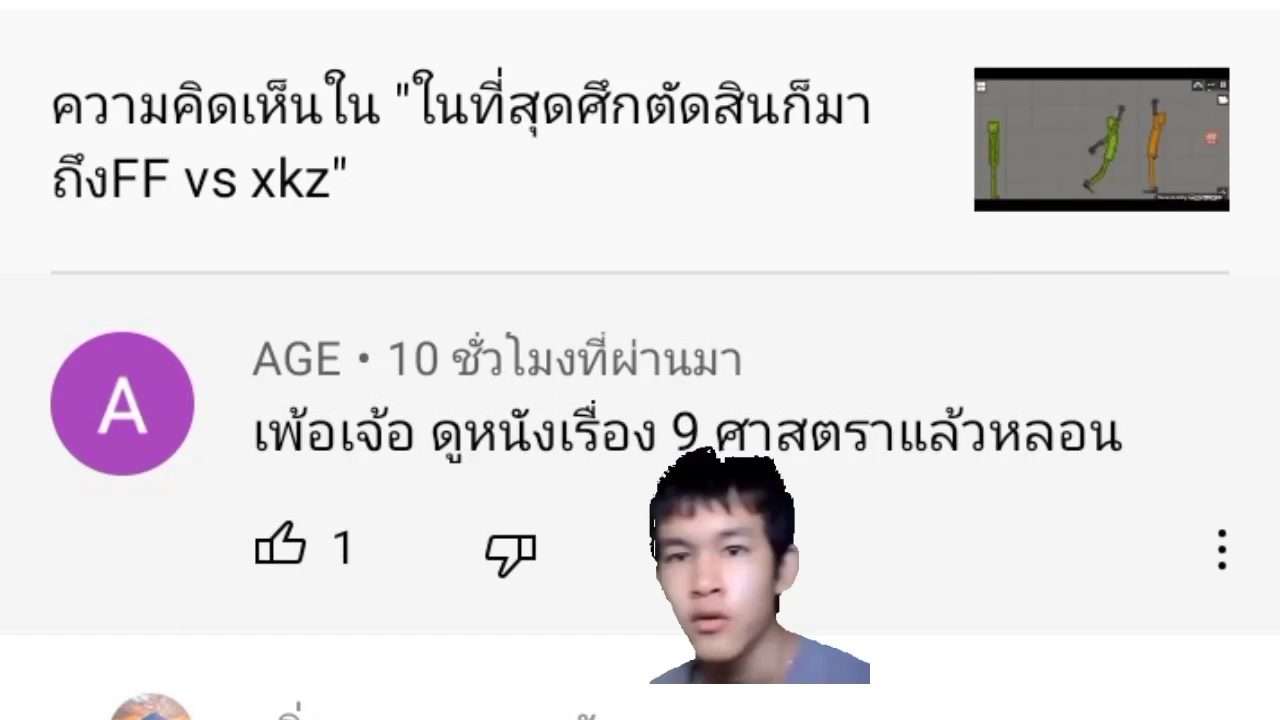 ความคิดเห็นใน "ในที่สุดศึกตัดสินก็มา
ถึงFF vs xkz"
A
AGE • 10 ชั่วโมงที่ผ่านมา
เพ้อเจ้อ ดูหนังเรื่อง 9 ศาสตราแล้วหลอน
1